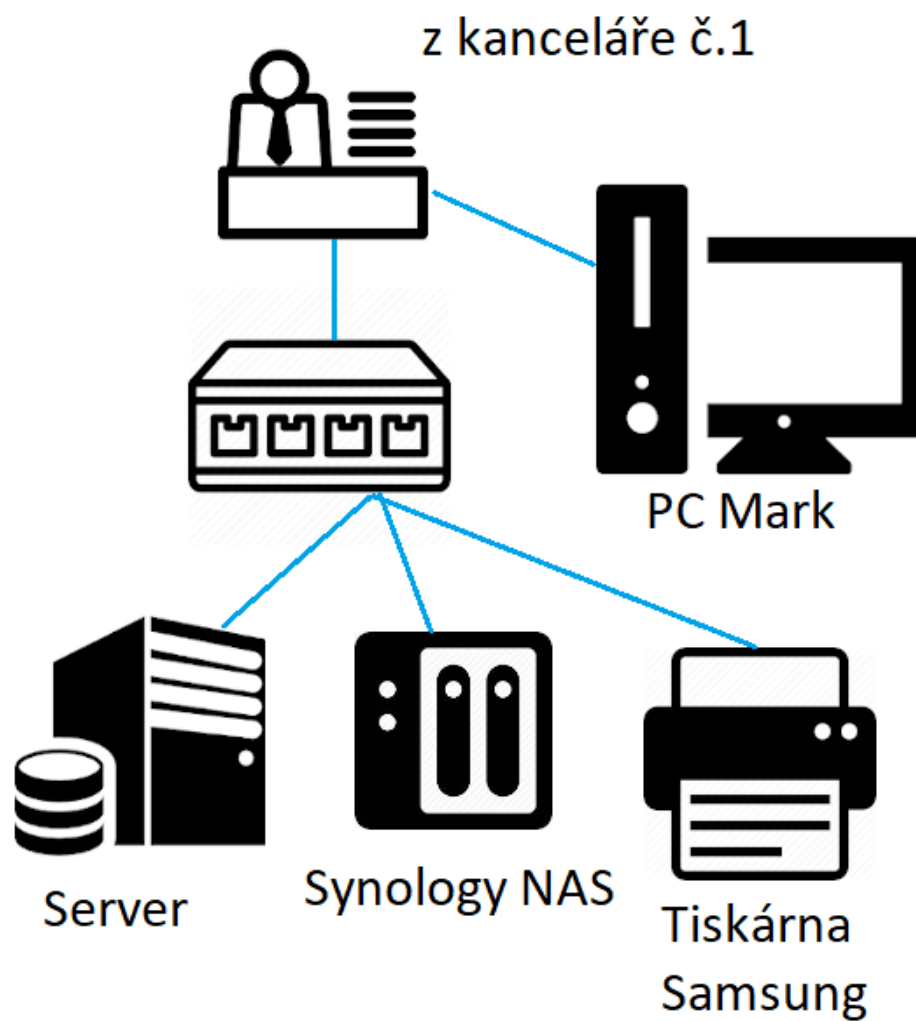 z kanceláře č.1
PC Mark
Server
Synology NAS
Tiskárna
Samsung